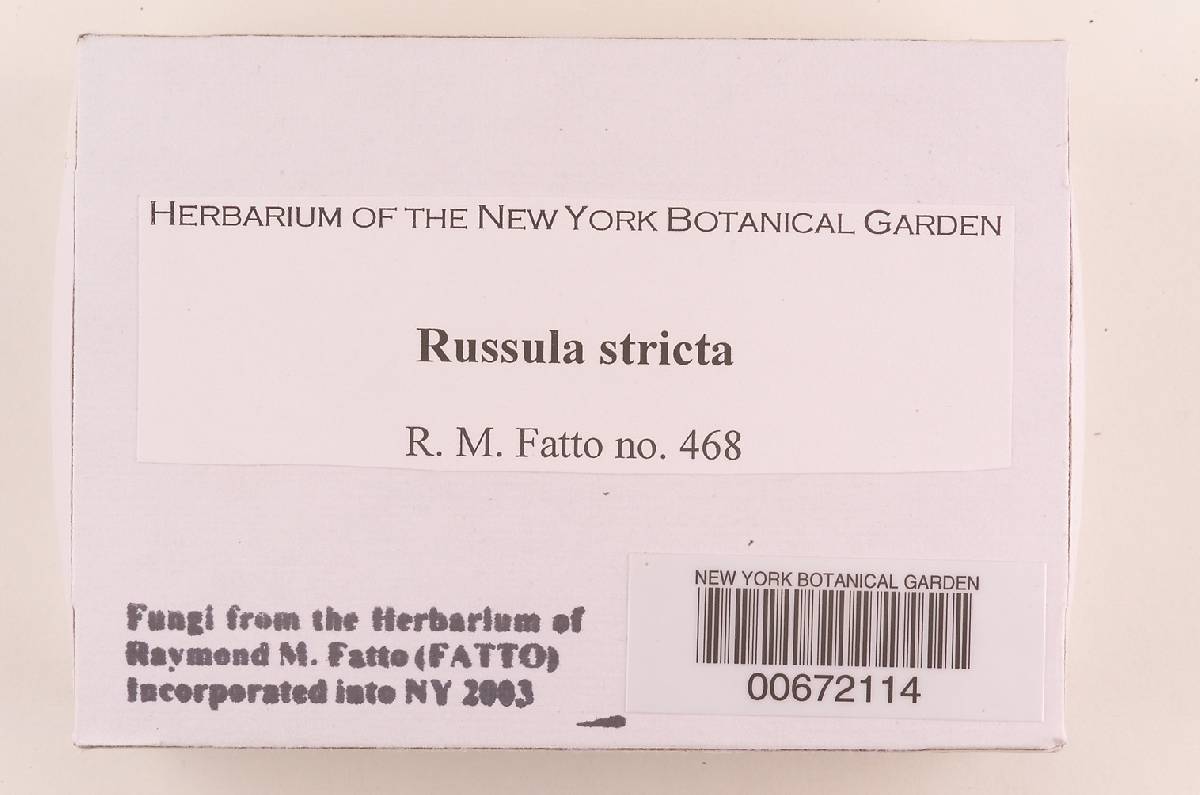 HERBARIUM OF THE NEW YORK BOTANICAL GARDEN
Russula stricta
R. M. Fatto no. 468
Fungi from the Herbarium of
Raymond M. Fatto (FATTO)
Incorporated into NY 2003
NEW YORK BOTANICAL GARDEN
00672114